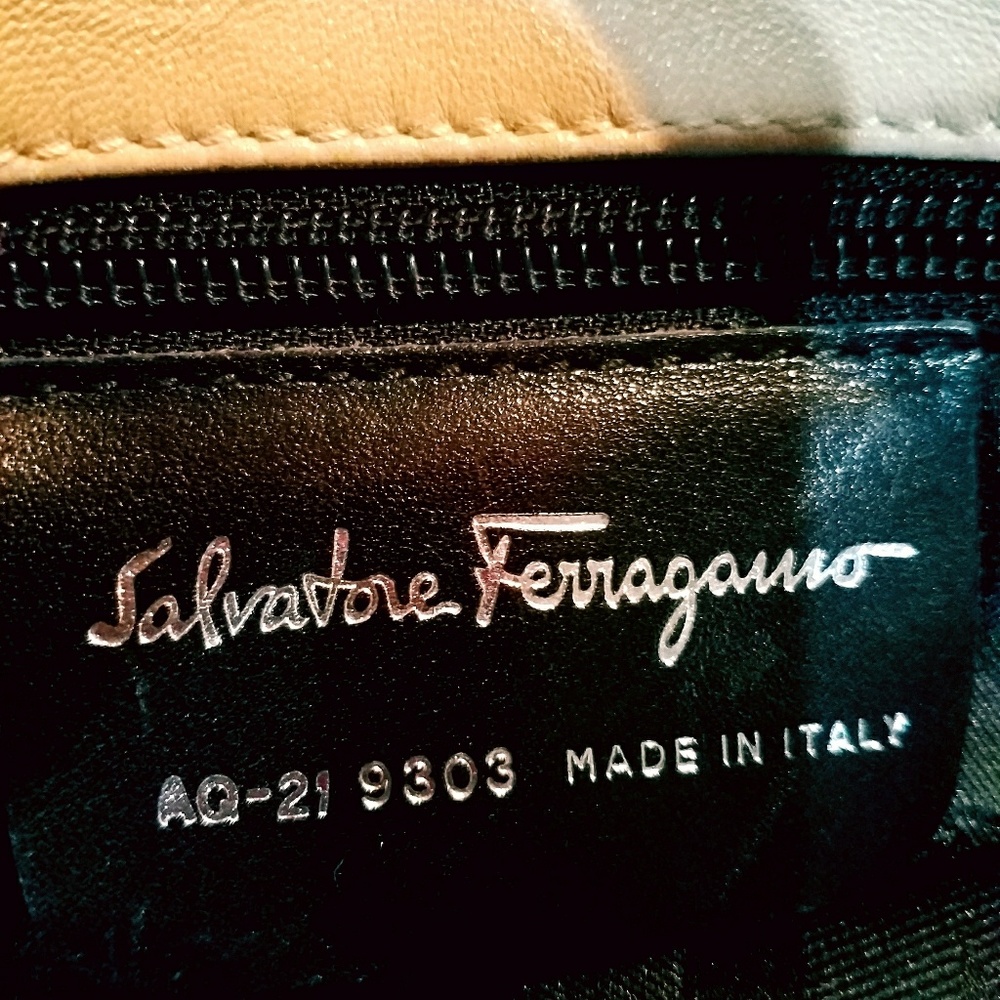 Salvatore Ferragamo
AQ-21 9303 MADE IN ITALY